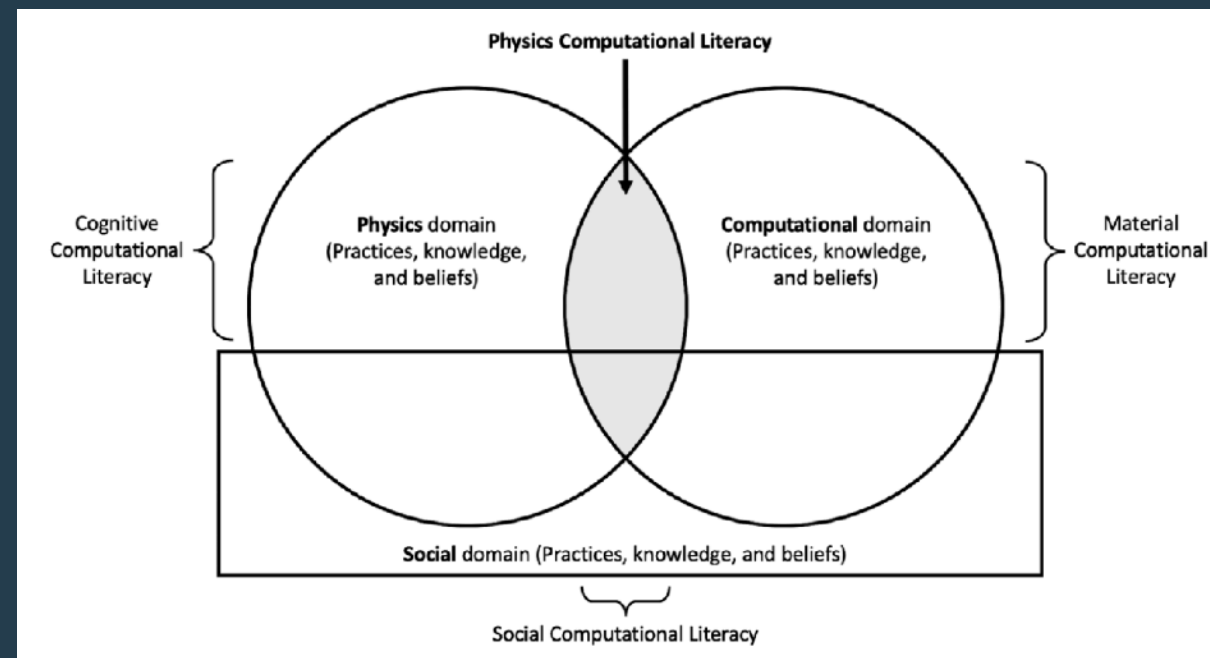 Physics Computational Literacy
Cognitive
Computational
Literacy
Physics domain
(Practices, knowledge,
and beliefs)
Computational domain
(Practices, knowledge,
and beliefs)
Material
Computational
Literacy
Social domain (Practices, knowledge, and beliefs)
Social Computational Literacy